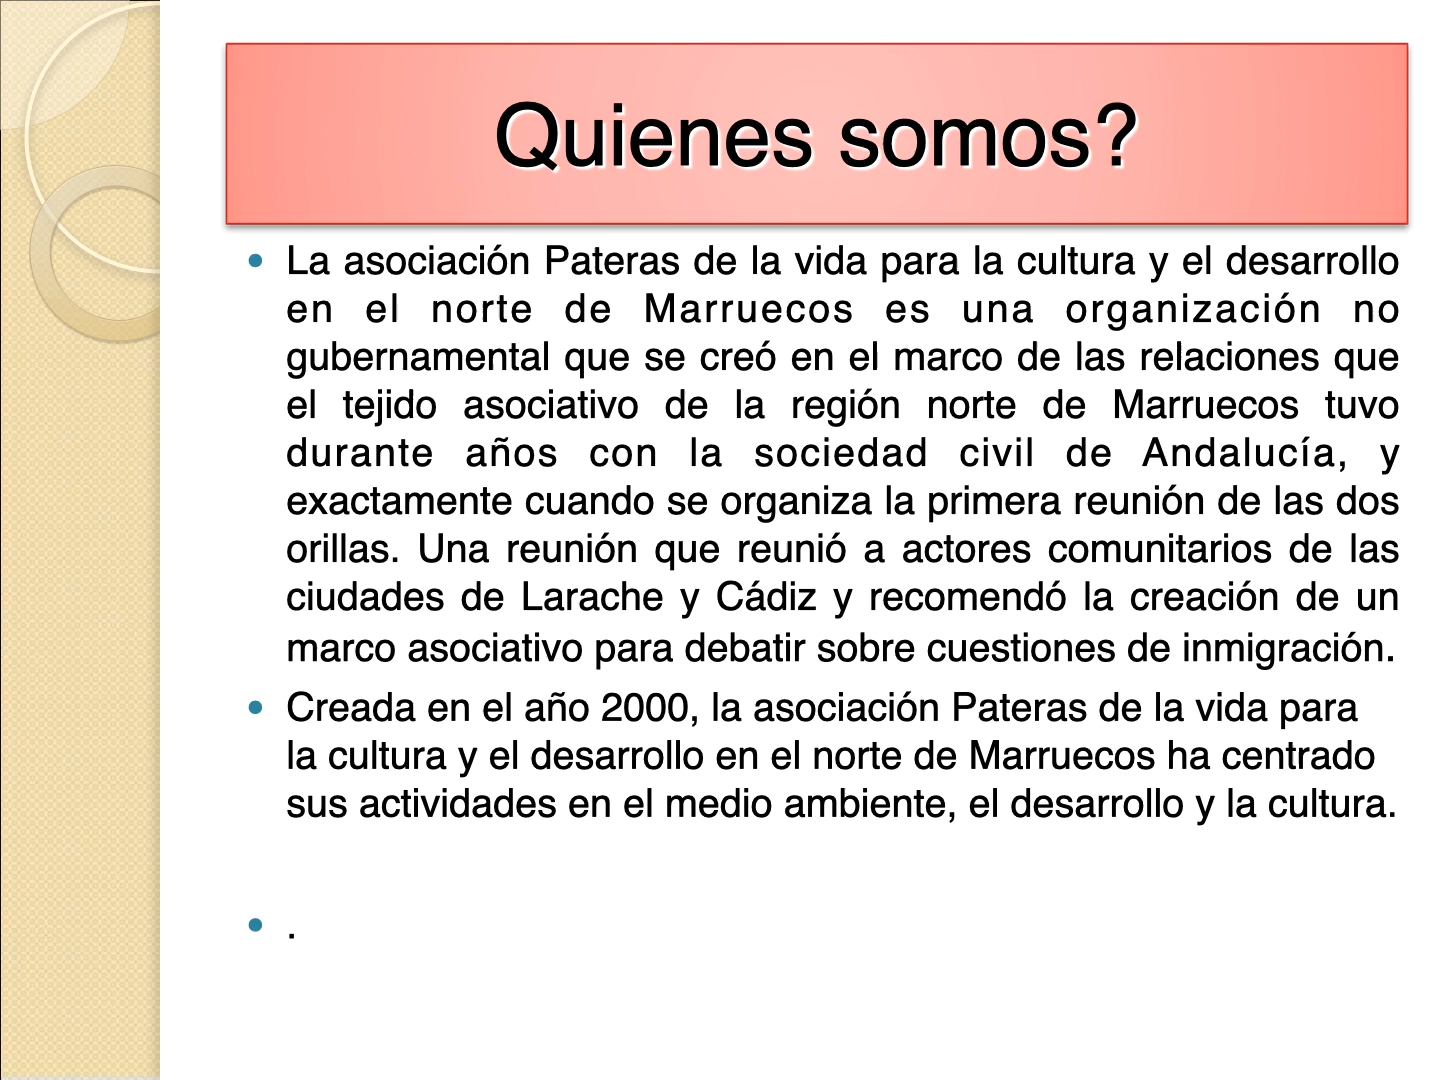 Quienes somos?
• La asociación Pateras de la vida para la cultura y el desarrollo
en el norte de Marruecos es una organización no
gubernamental que se creó en el marco de las relaciones que
el tejido asociativo de la región norte de Marruecos tuvo
durante años con la sociedad civil de Andalucía, y
exactamente cuando se organiza la primera reunión de las dos
orillas. Una reunión que reunió a actores comunitarios de las
ciudades de Larache y Cádiz y recomendó la creación de un
marco asociativo para debatir sobre cuestiones de inmigración.
• Creada en el año 2000, la asociación Pateras de la vida para
la cultura y el desarrollo en el norte de Marruecos ha centrado
sus actividades en el medio ambiente, el desarrollo y la cultura.
• .